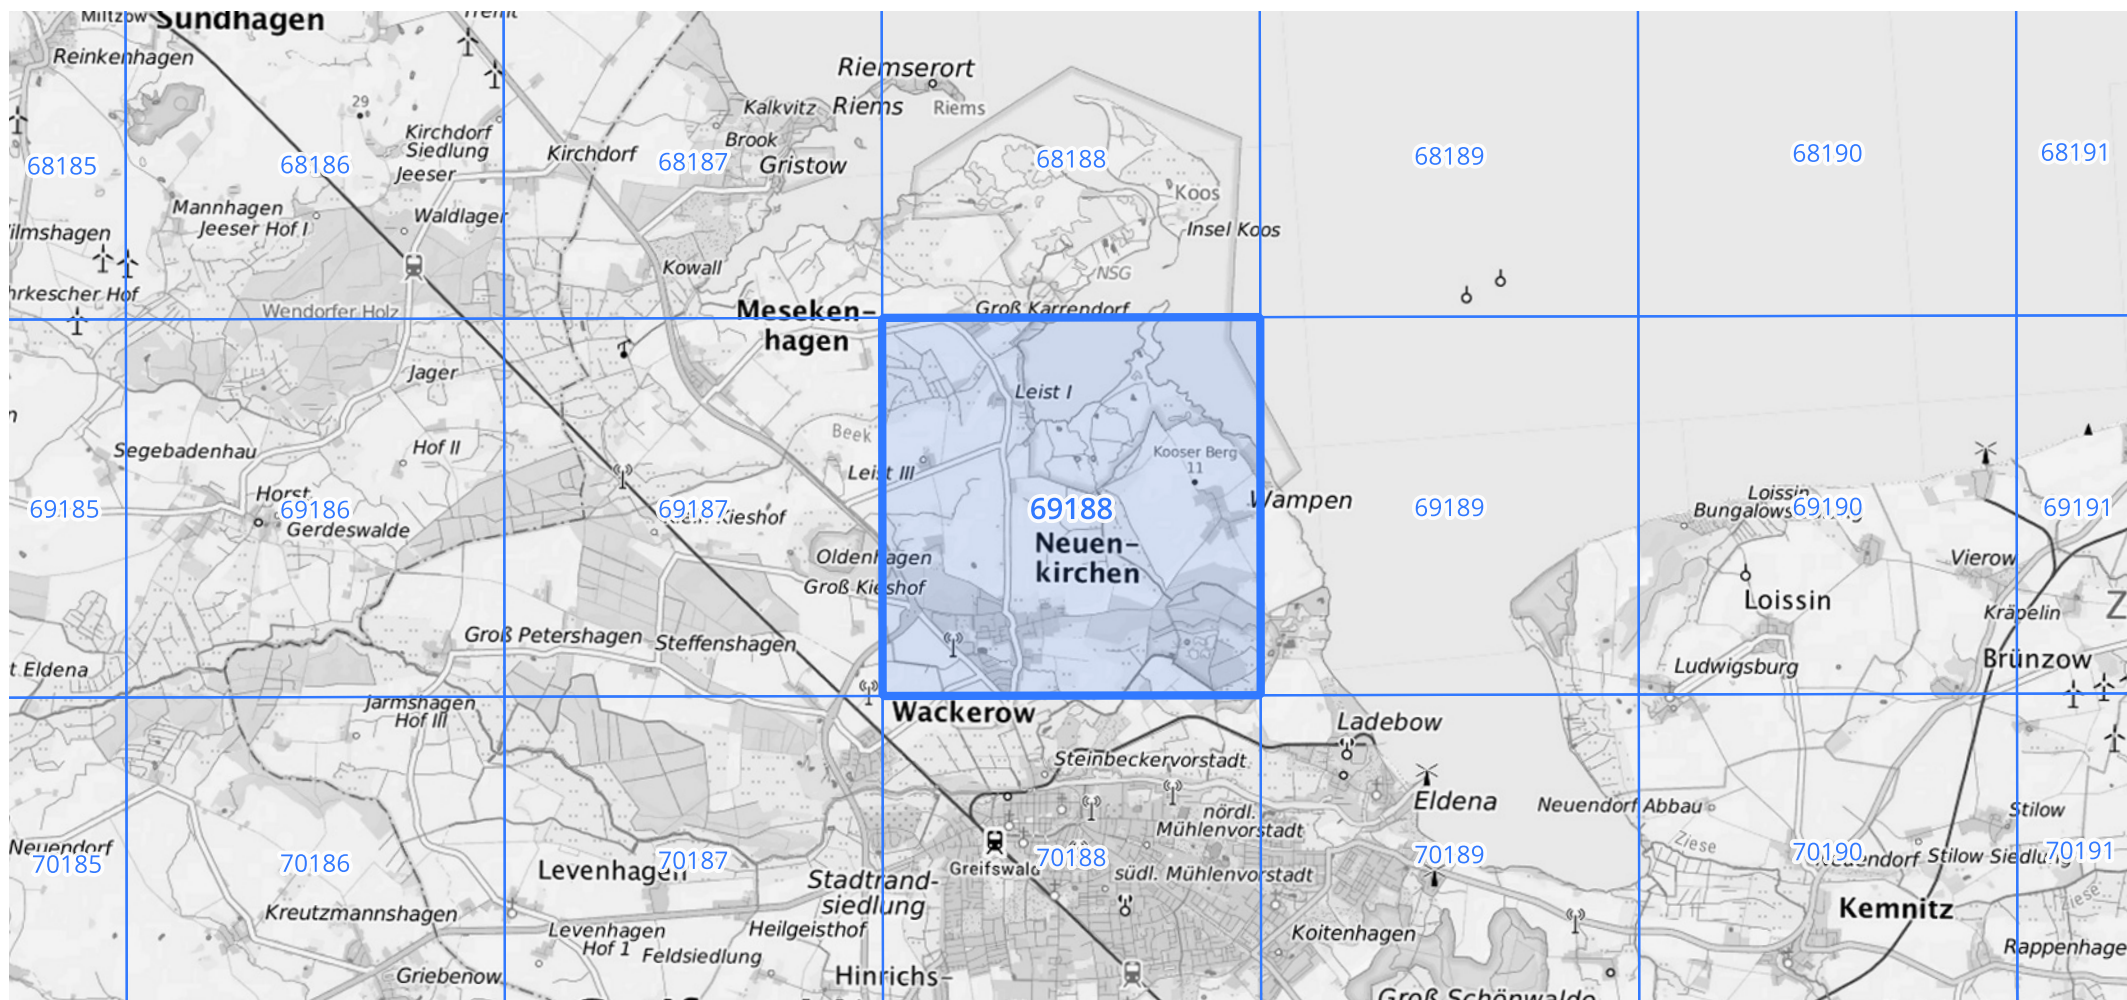 Miltzow
Sundhagen
Reinkenhagen
Riemserort
29
Kalkvitz
Riems
Riems
Kirchdorf
Siedlung
Brook
Kirchdorf
Gristow
68185
68186
68187
68188
68189
68190
68191
Jeeser
Koos
Mannhagen
Jeeser Hof I
Waldlager
Insel Koos
Kowall
NSG
Wendorfer Holz
Groß Karrendorf
Meseken-
hagen
Jager
Leist I
Beek
Segebadenhau
Hof II
Leist III
Kooser Berg
11
Wampen
Horst
Gerdeswalde
69185
69186
69187
69188
69189
69190
69191
Loissin
Neuen-
kirchen
Oldenhagen
Groß Kieshof
Vierow
Loissin
Kräpelin
Groß Petershagen
Steffenshagen
t Eldena
Ludwigsburg
Brünzow
Jarmshagen
Hof III
Wackerow
Ladebow
Steinbeckervorstadt
Eldena
Neuendorf Abbau
nördl.
Mühlenvorstadt
Stilow
Ziese
Neuendorf
70185
70186
Levenhagen
70187
Greifswald
70188
südl. Mühlenvorstadt
70189
70190
Stilow Siedlung
70191
Stadtrand-
siedlung
Kreutzmannshagen
Levenhagen
Hof 1
Feldsiedlung
Heilgeisthof
Koitenhagen
Kemnitz
Ziese
Rappenhage
Griebenow
Hinrichs-
Groß Schönwalde